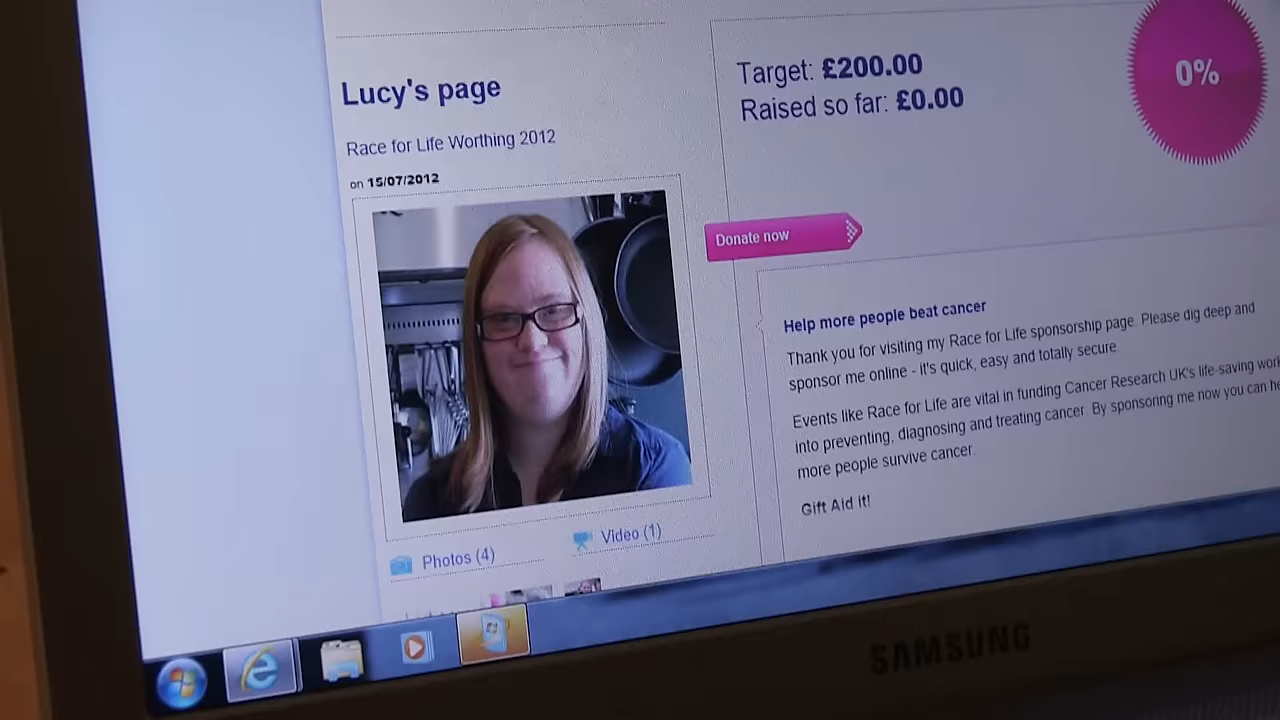 Lucy's page
Race for Life Worthing 2012
on 15/07/2012
Photos (4)
Video (1)
Target: £200.00
Raised so far: £0.00
0%
Donate now
Help more people beat cancer
Thank you for visiting my Race for Life sponsorship page. Please dig deep and
sponsor me online - it's quick, easy and totally secure.
Events like Race for Life are vital in funding Cancer Research UK's life-saving
into preventing, diagnosing and treating cancer. By sponsoring me now you can
more people survive cancer.
Gift Aid it!
SAMSUNG